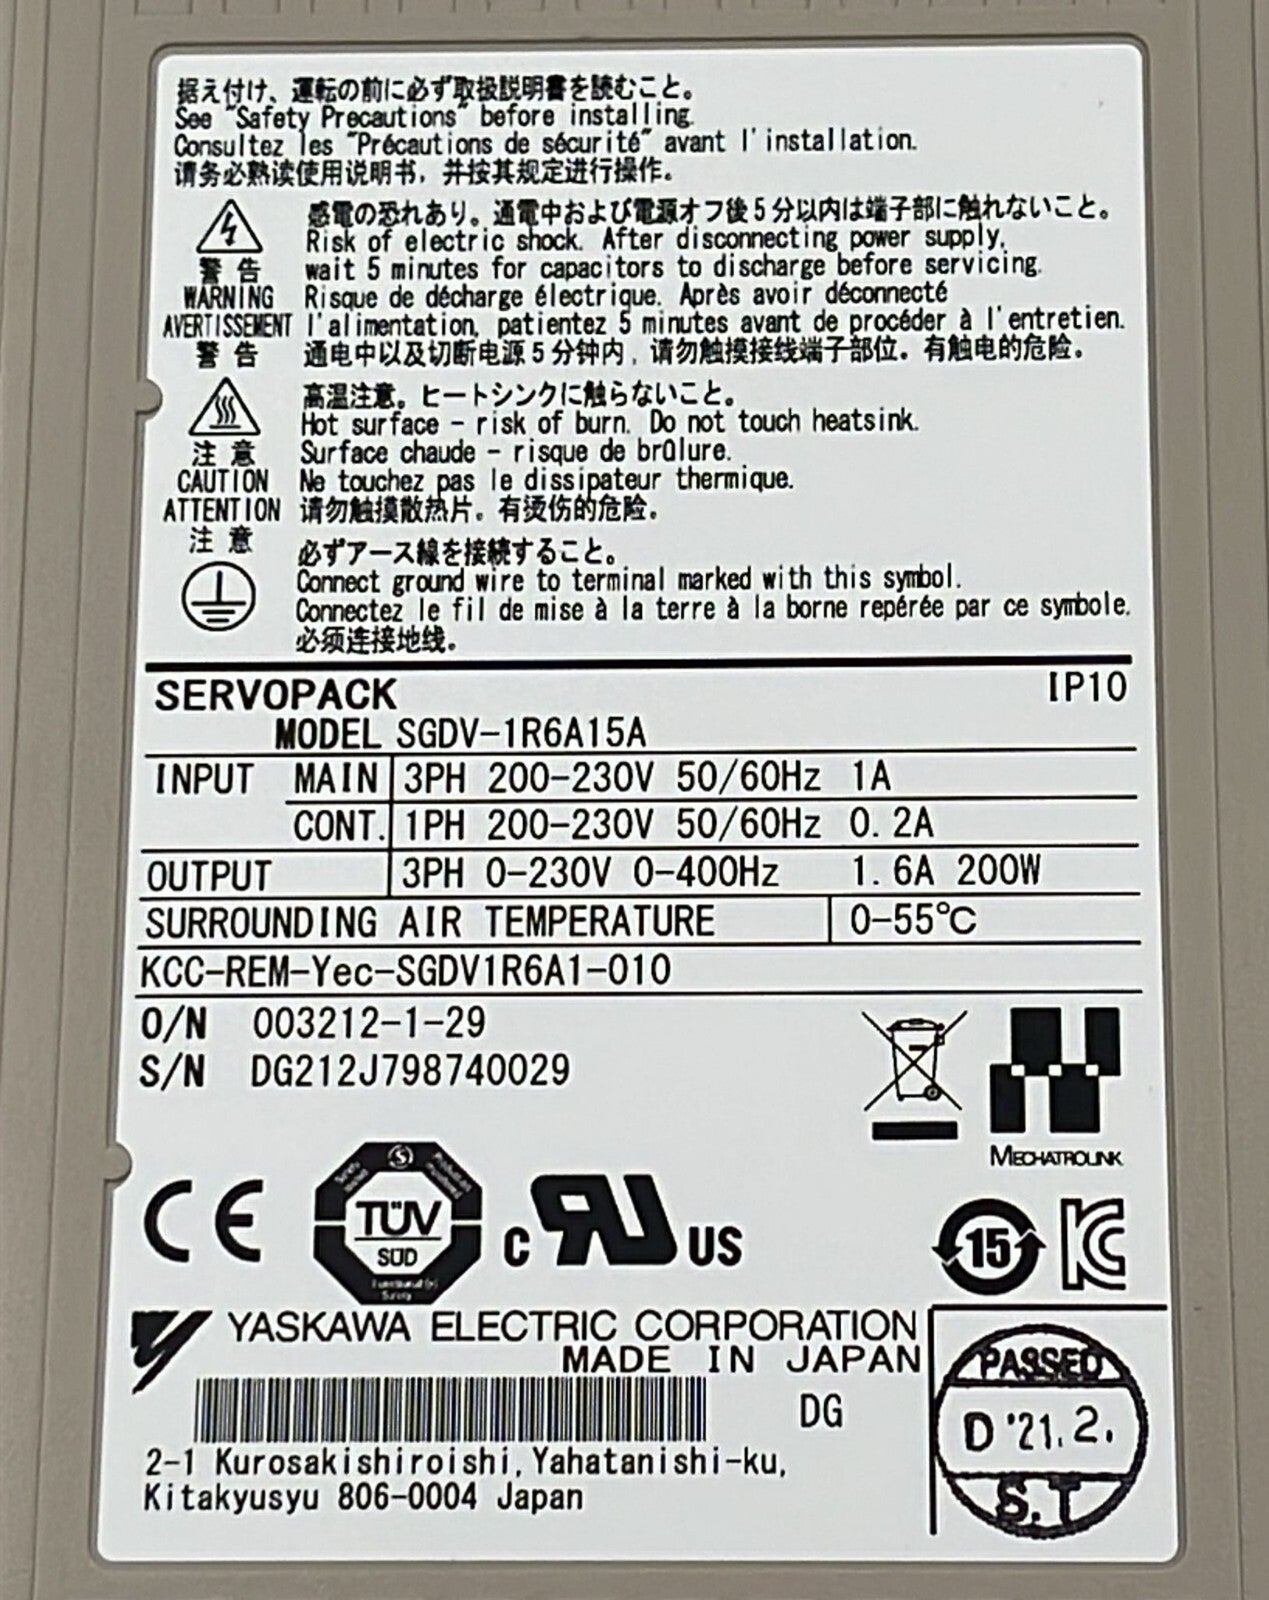 据え付け、運転の前に必ず取扱説明書を読むこと。
See "Safety Precautions" before installing.
Consultez les "Précautions de sécurité" avant l'installation.
请务必熟读使用说明书，并按其规定进行操作。
感電の恐れあり。通電中および電源オフ後5分以内は端子部に触れないこと。
Risk of electric shock. After disconnecting power supply,
警告 wait 5 minutes for capacitors to discharge before servicing.
WARNING Risque de décharge électrique. Après avoir déconnecté
AVERTISSEMENT l'alimentation, patientez 5 minutes avant de procéder à l'entretien.
警告 通电中以及切断电源5分钟内，请勿触摸接线端子部位。有触电的危险。
高温注意。ヒートシンクに触らないこと。
Hot surface - risk of burn. Do not touch heatsink.
注意 Surface chaude - risque de brûlure.
CAUTION Ne touchez pas le dissipateur thermique.
ATTENTION 请勿触摸散热片。有烫伤的危险。
注意
必ずアース線を接続すること。
Connect ground wire to terminal marked with this symbol.
Connectez le fil de mise à la terre à la borne repérée par ce symbole.
必须连接地线。
SERVOPACK IP10
MODEL SGDV-1R6A15A
INPUT MAIN 3PH 200-230V 50/60Hz 1A
CONT. 1PH 200-230V 50/60Hz 0.2A
OUTPUT 3PH 0-230V 0-400Hz 1.6A 200W
SURROUNDING AIR TEMPERATURE 0-55℃
KCC-REM-Yec-SGDV1R6A1-010
O/N 003212-1-29
S/N DG212J798740029
MECHATROLINK
CE
TÜV
SÜD
C RU US
15
KC
YASKAWA ELECTRIC CORPORATION
MADE IN JAPAN
DG
2-1 Kurosakishiroishi, Yahatanishi-ku,
Kitakyusyu 806-0004 Japan
PASSED
D '21.2.
S.T